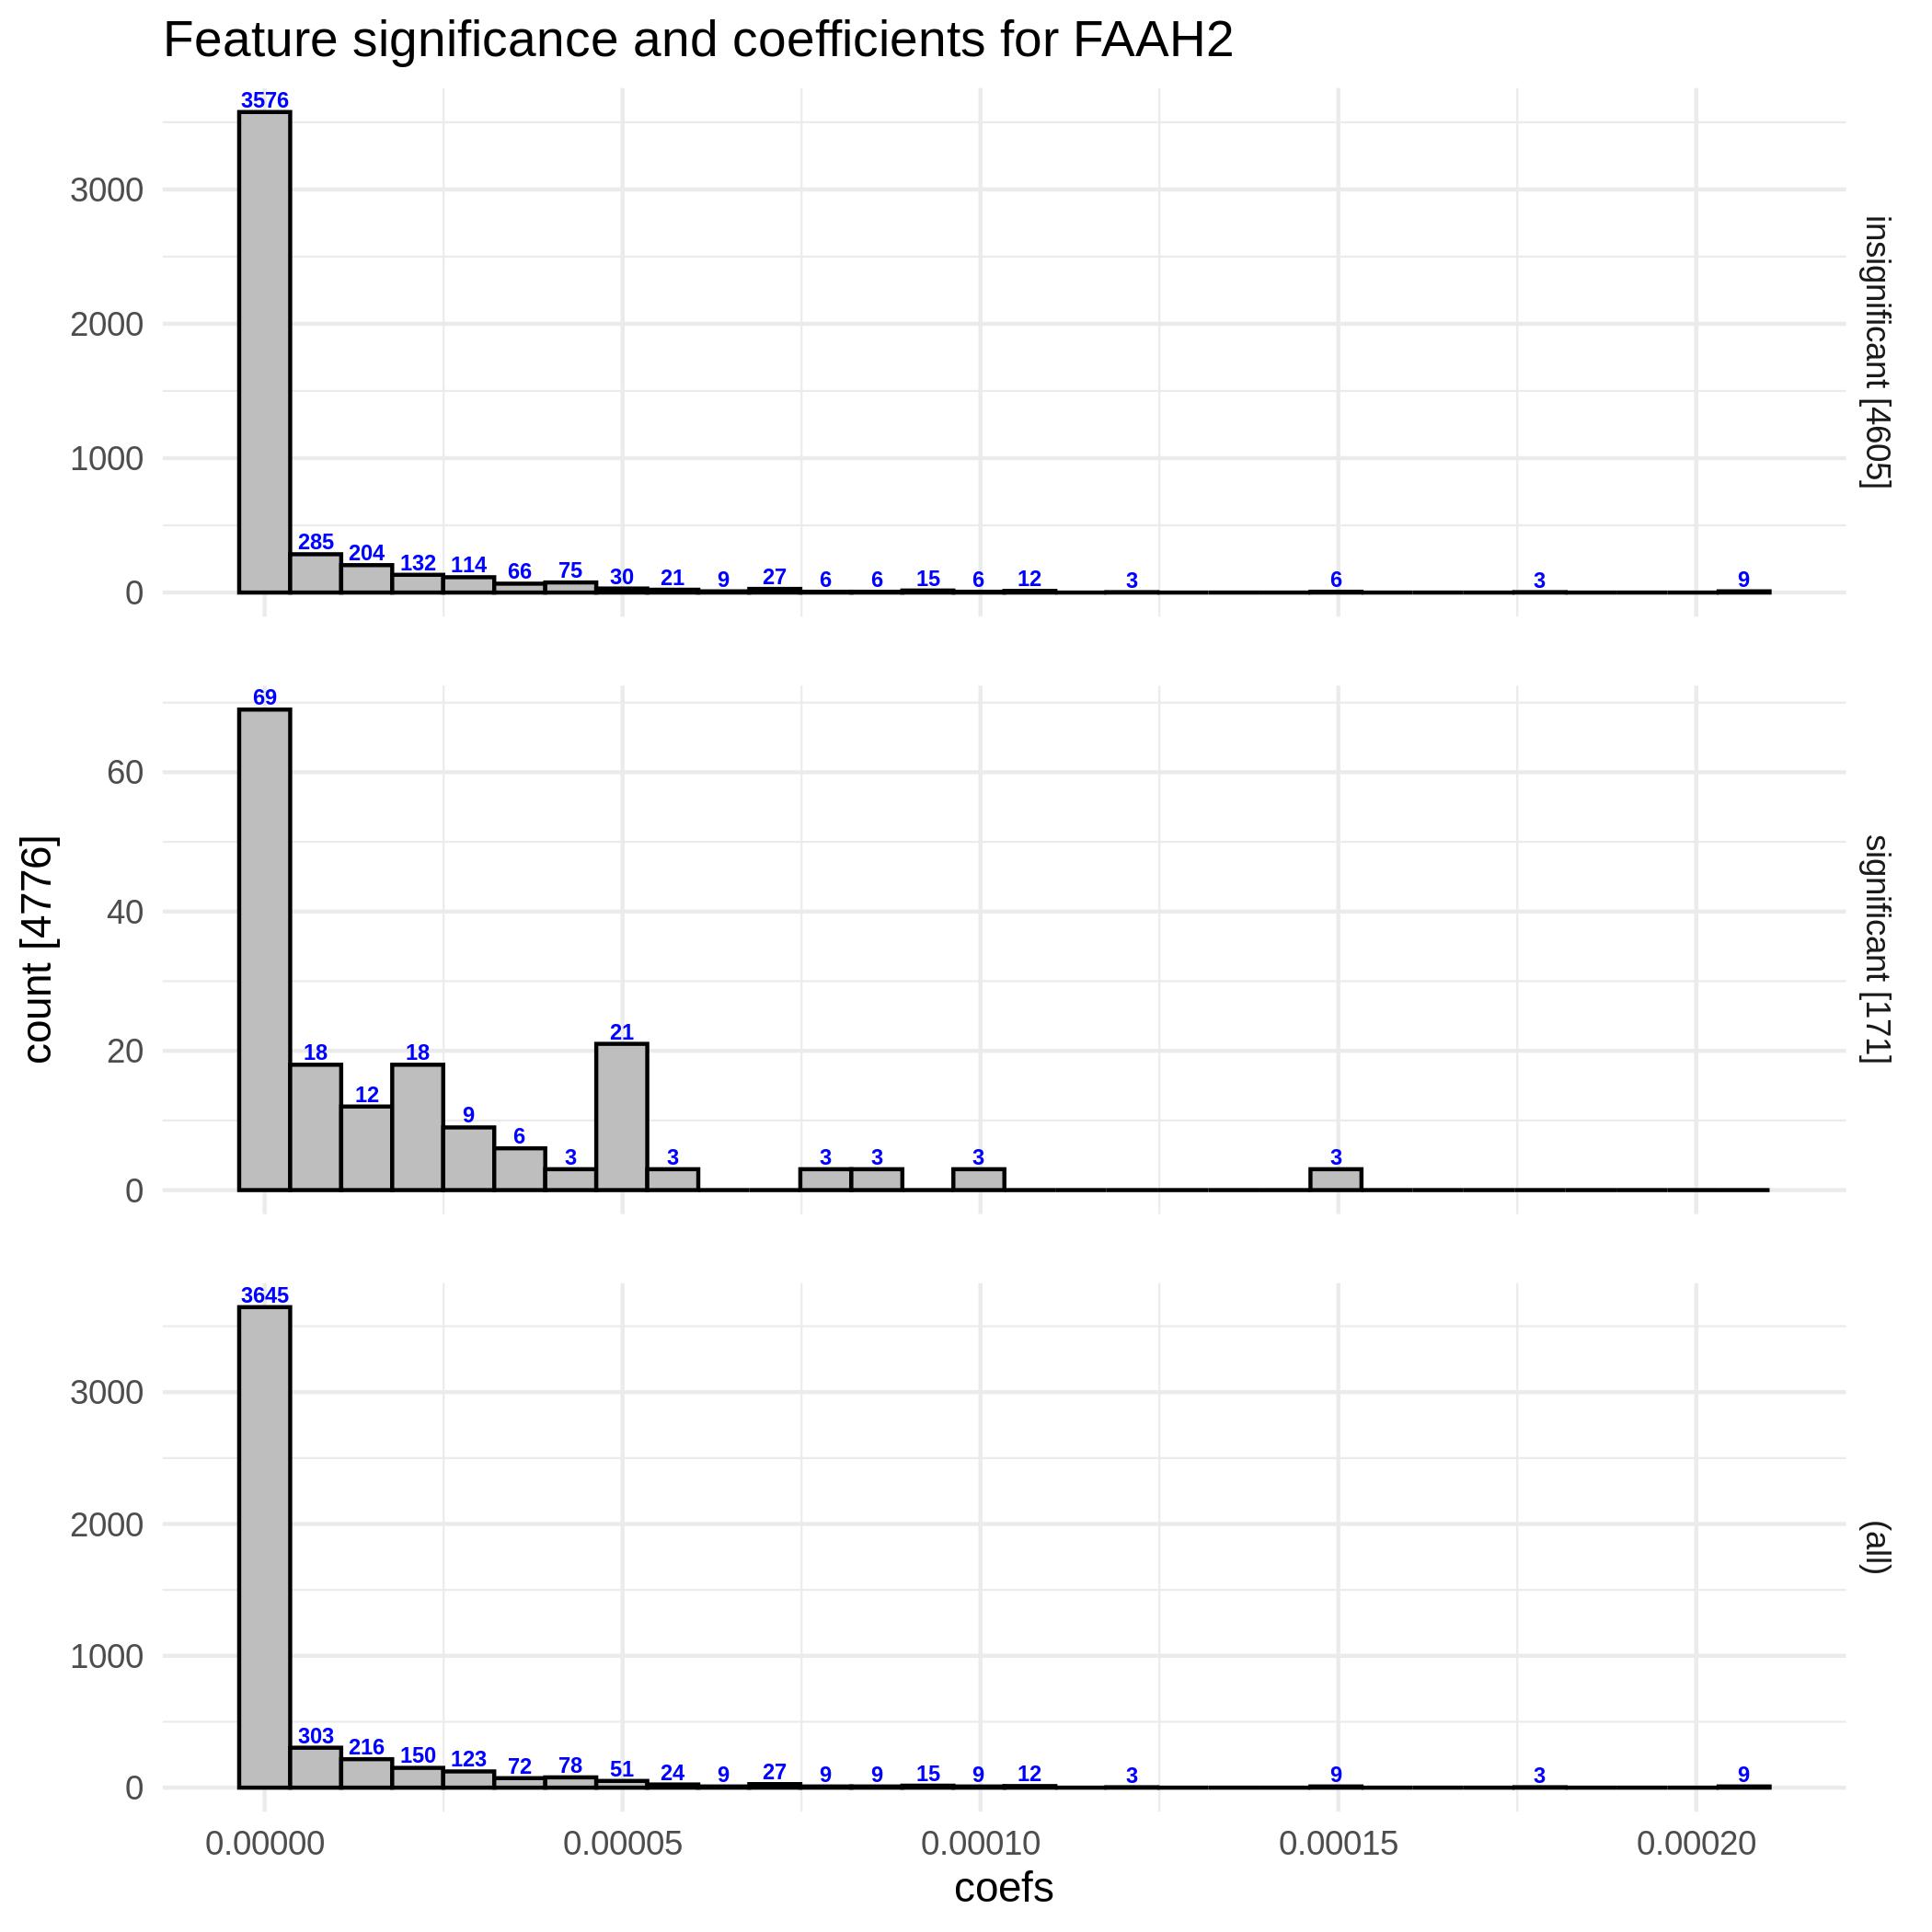 Feature significance and coefficients for FAAH2
3576
3000
2000
1000
285 204 132 114 66 75 30 21 9 27 6 6 15 6 12 3 6 3 9
0
insignificant [4605]
69
60
40
21
20
18 12 18 9 6 3 3 3 3 3 3
0
significant [171]
count [4776]
3645
3000
2000
1000
303 216 150 123 72 78 51 24 9 27 9 9 15 9 12 3 9 3 9
0
(all)
0.00000 0.00005 0.00010 0.00015 0.00020
coefs